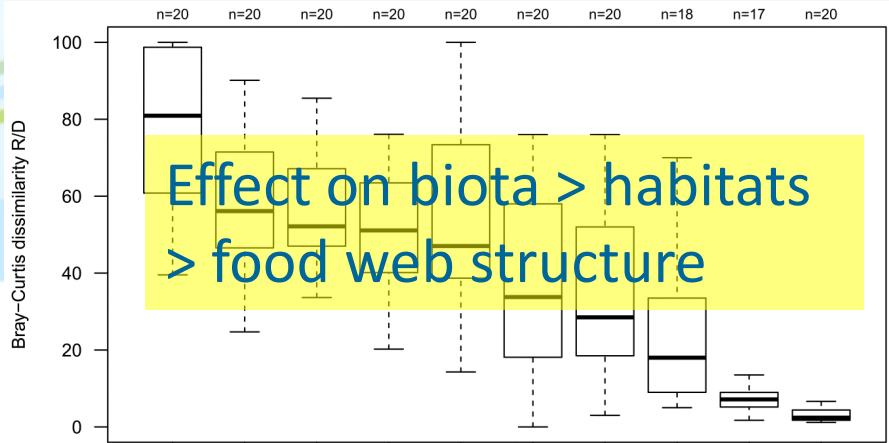 n=20 n=20 n=20 n=20 n=20 n=20 n=20 n=18 n=17 n=20
Bray−Curtis dissimilarity R/D
100
80
60
40
20
0
Effect on biota > habitats
> food web structure